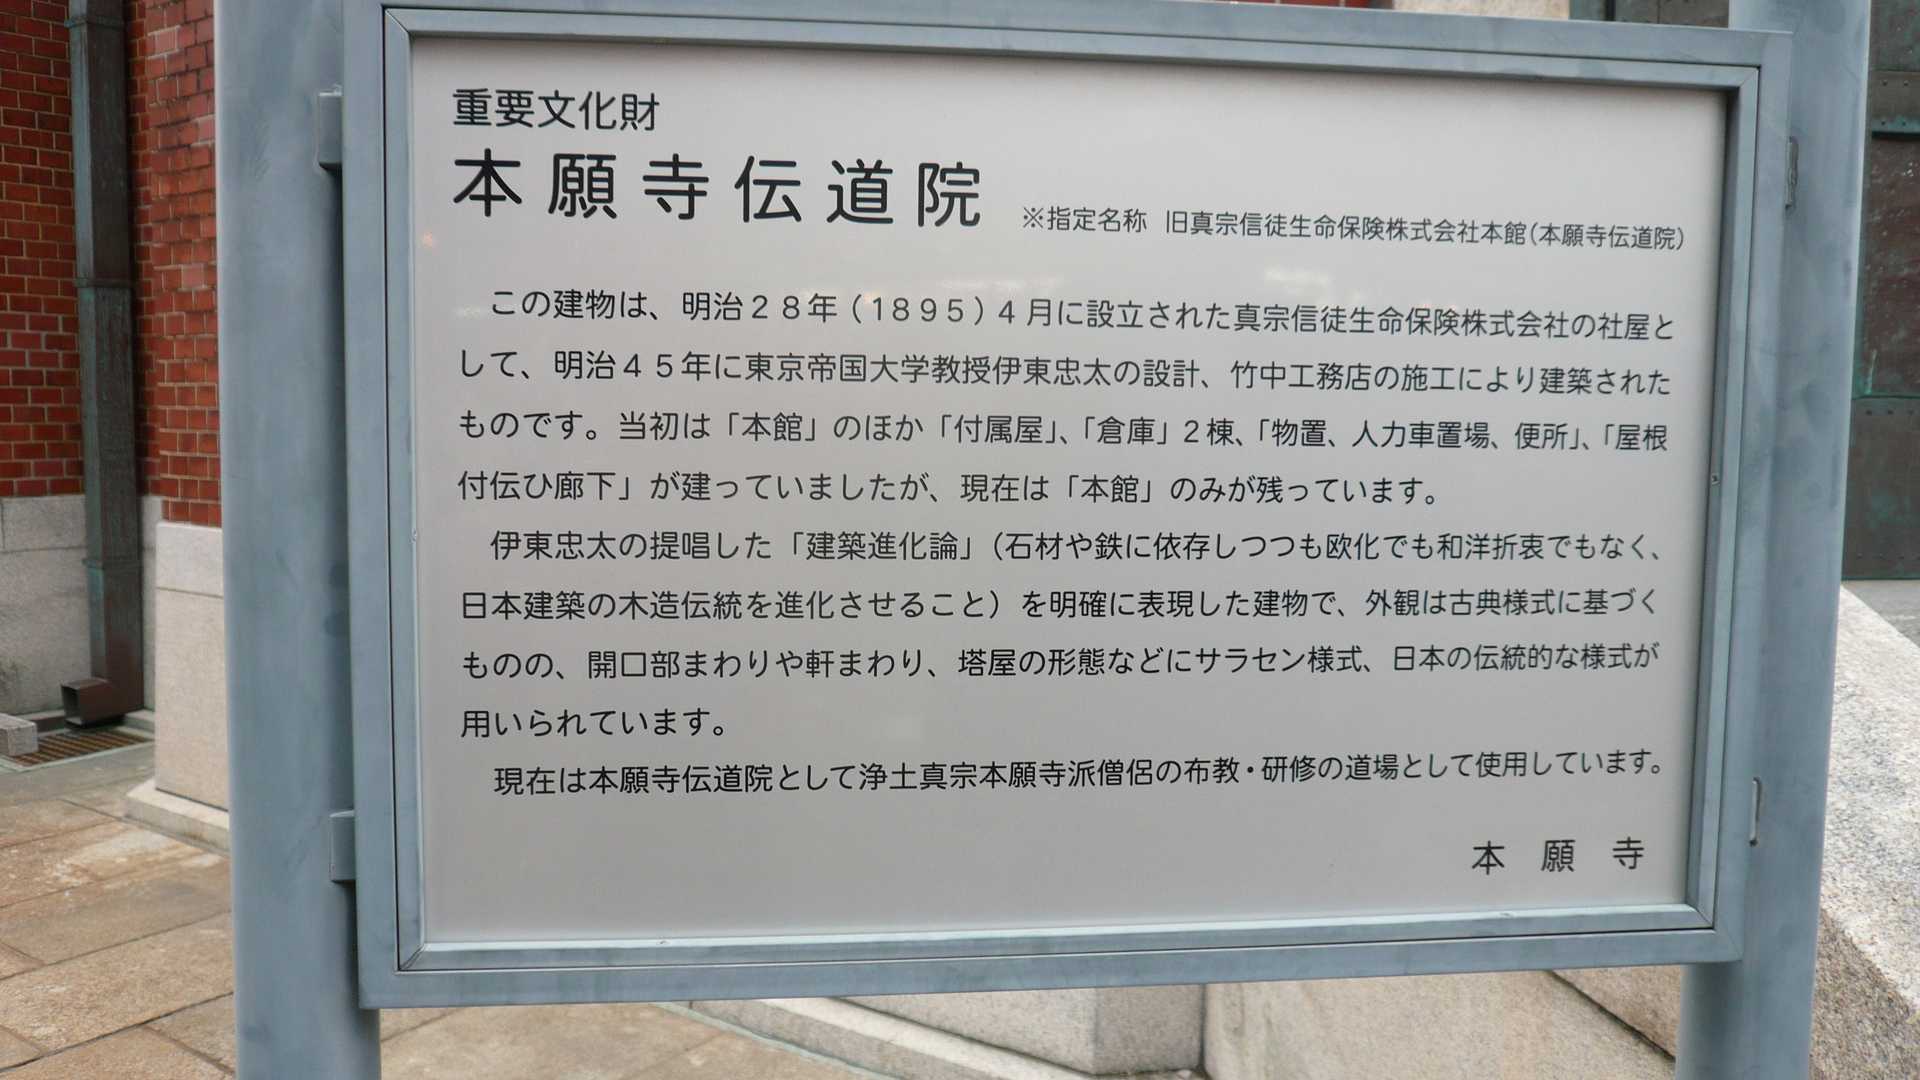 重要文化財
本願寺伝道院 ※指定名称 旧真宗信徒生命保険株式会社本館(本願寺伝道院)
この建物は、明治28年(1895)4月に設立された真宗信徒生命保険株式会社の社屋と
して、明治45年に東京帝国大学教授伊東忠太の設計、竹中工務店の施工により建築された
ものです。当初は「本館」のほか「付属屋」、「倉庫」2棟、「物置、人力車置場、便所」、「屋根
付伝ひ廊下」が建っていましたが、現在は「本館」のみが残っています。
伊東忠太の提唱した「建築進化論」(石材や鉄に依存しつつも欧化でも和洋折衷でもなく、
日本建築の木造伝統を進化させること)を明確に表現した建物で、外観は古典様式に基づく
ものの、開口部まわりや軒まわり、塔屋の形態などにサラセン様式、日本の伝統的な様式が
用いられています。
現在は本願寺伝道院として浄土真宗本願寺派僧侶の布教・研修の道場として使用しています。
本願寺